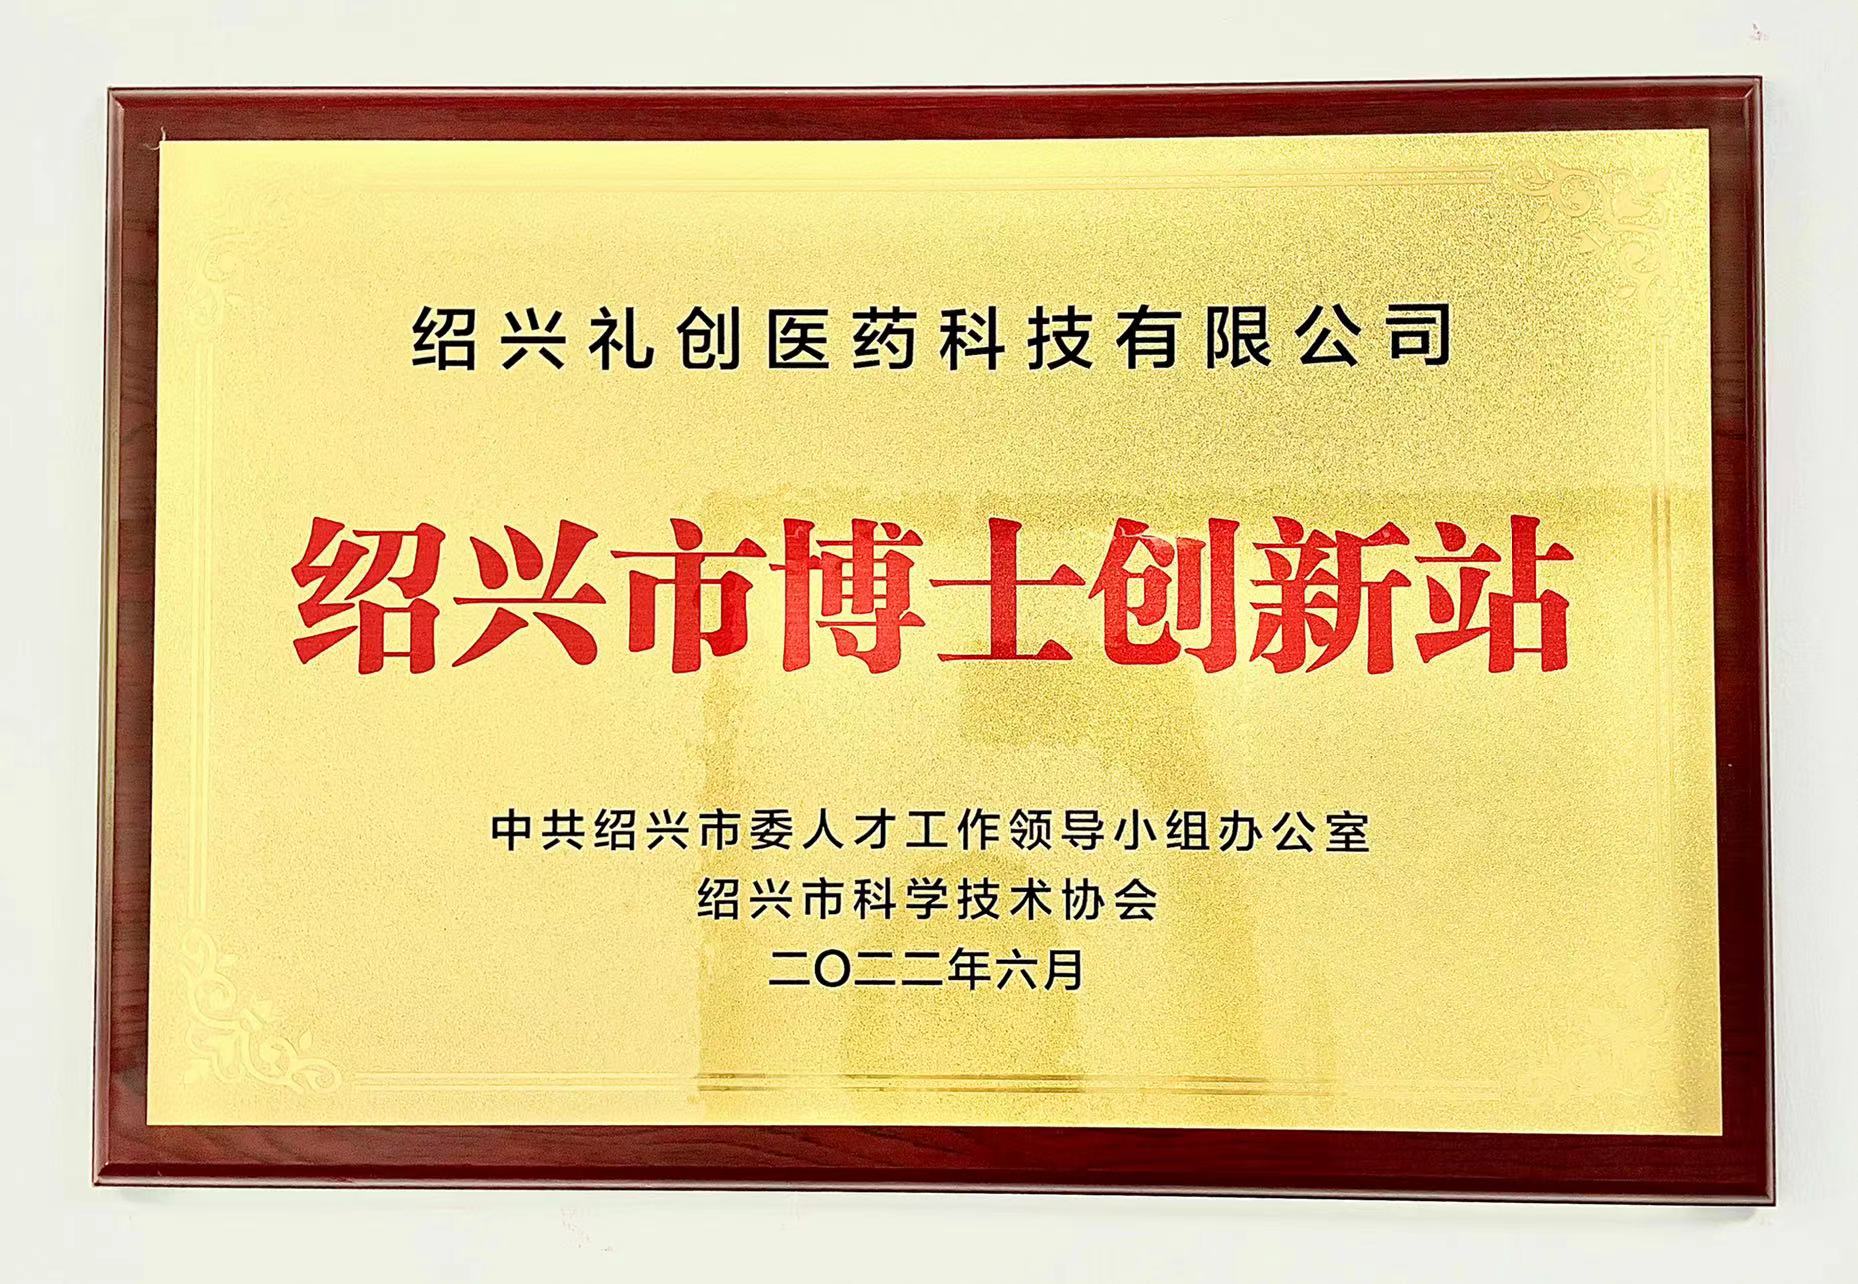 绍兴礼创医药科技有限公司
绍兴市博士创新站
中共绍兴市委人才工作领导小组办公室
绍兴市科学技术协会
二〇二二年六月